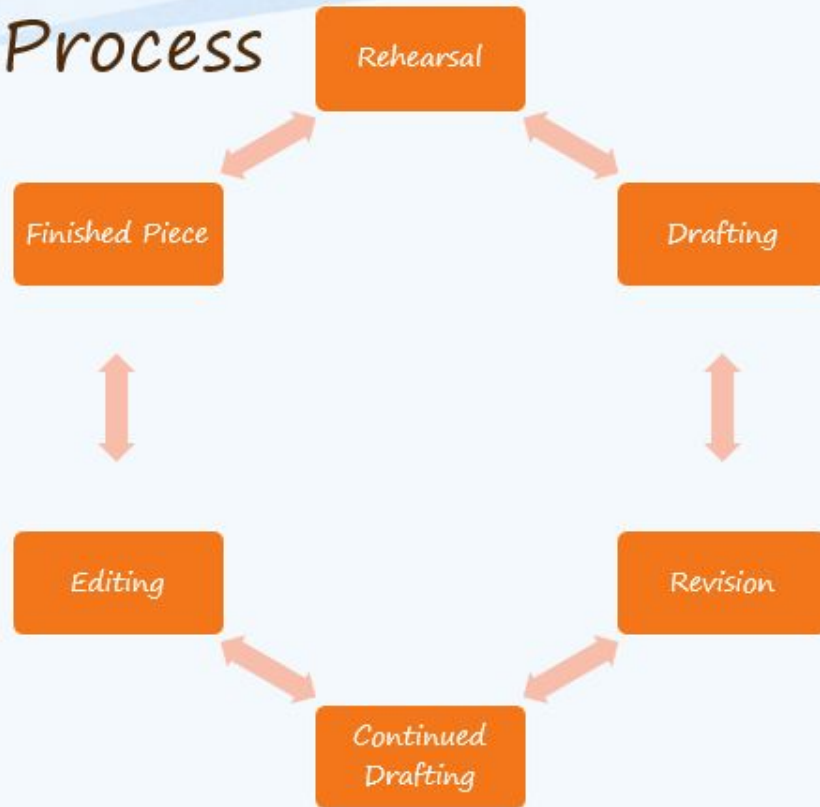 Process
Rehearsal
Drafting
Revision
Continued
Drafting
Editing
Finished Piece